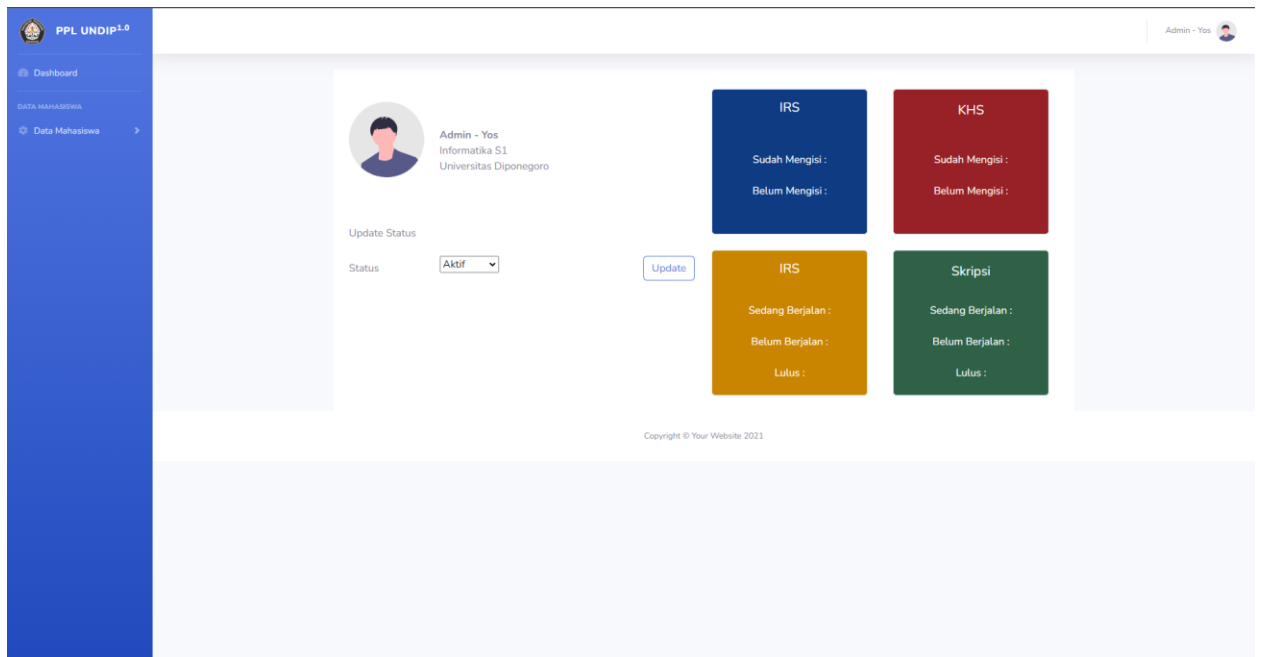 PPL UNDIP1.0
Admin - Yos
Dashboard
DATA MAHASISWA
Data Mahasiswa
Admin - Yos
Informatika S1
Universitas Diponegoro
Update Status
Status
Aktif
Update
IRS
Sudah Mengisi :
Belum Mengisi :
KHS
Sudah Mengisi :
Belum Mengisi :
IRS
Sedang Berjalan :
Belum Berjalan :
Lulus :
Skripsi
Sedang Berjalan :
Belum Berjalan :
Lulus :
Copyright © Your Website 2021